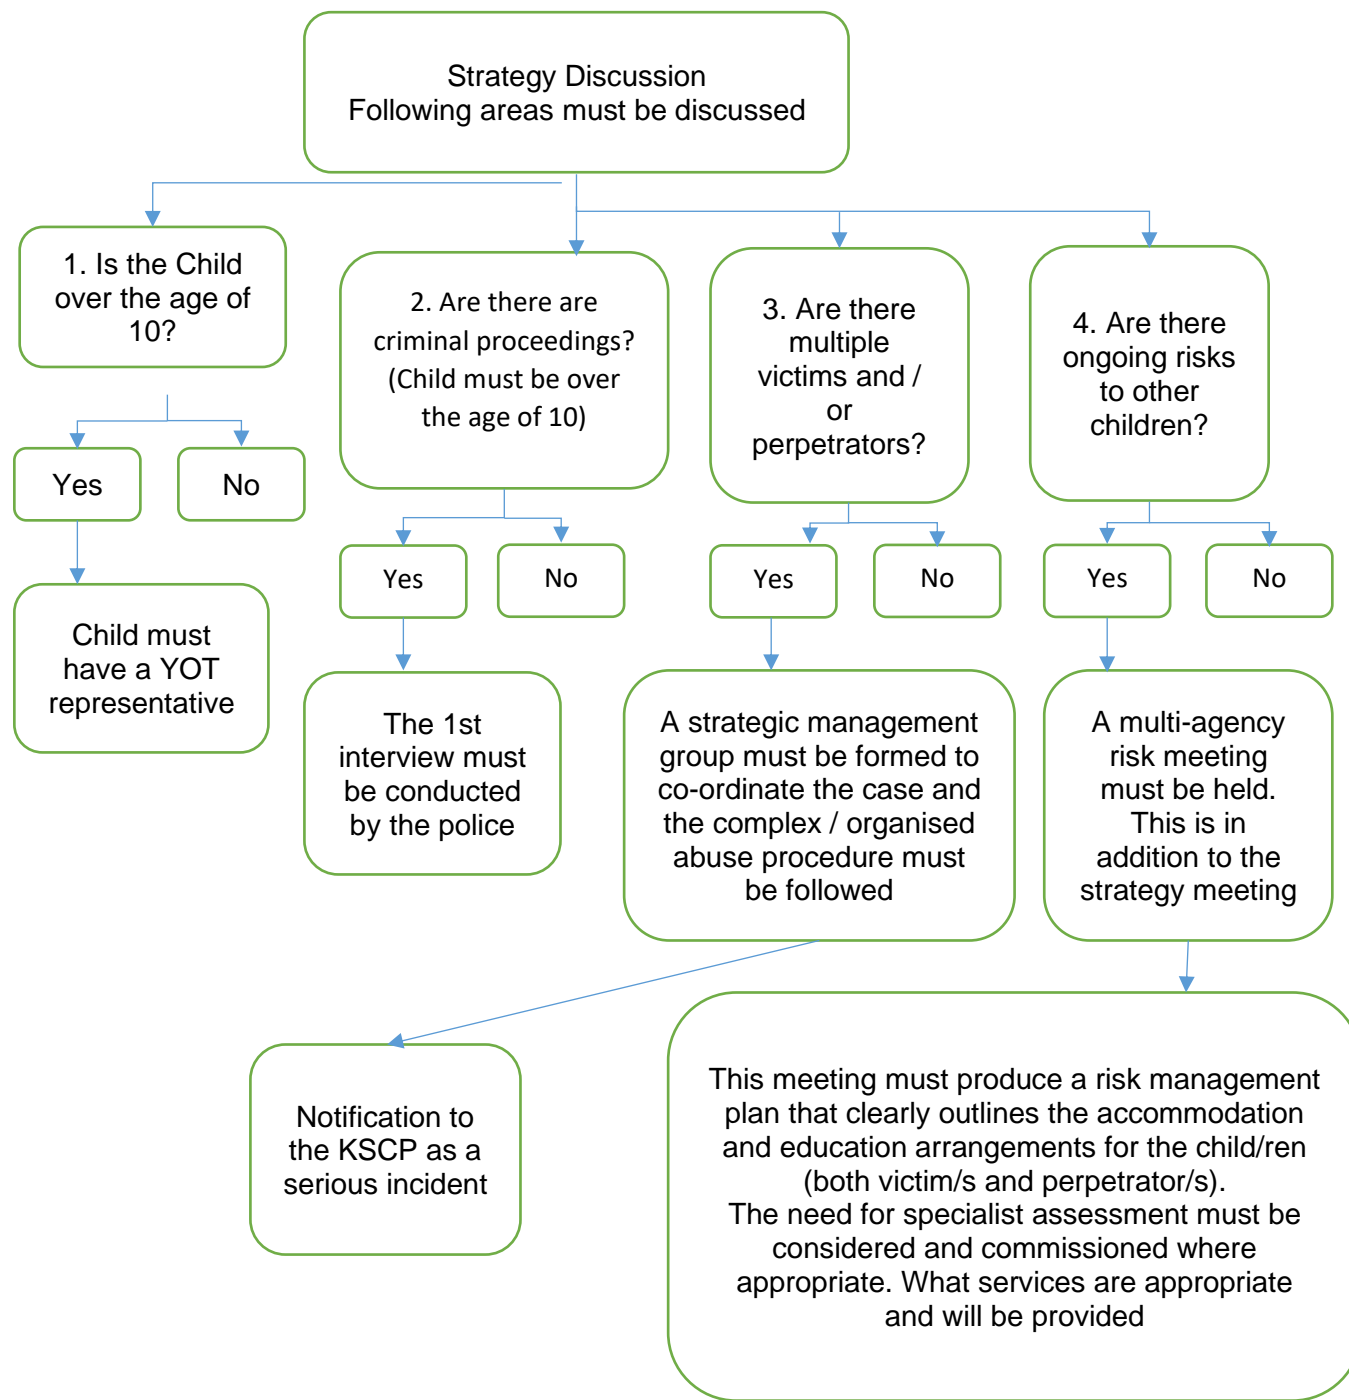 Strategy Discussion
Following areas must be discussed
1. Is the Child
over the age of
10?
Yes
No
Child must
have a YOT
representative
2. Are there are
criminal proceedings?
(Child must be over
the age of 10)
Yes
No
The 1st
interview must
be conducted
by the police
3. Are there
multiple
victims and /
or
perpetrators?
Yes
No
A strategic management
group must be formed to
co-ordinate the case and
the complex / organised
abuse procedure must
be followed
Notification to
the KSCP as a
serious incident
4. Are there
ongoing risks
to other
children?
Yes
No
A multi-agency
risk meeting
must be held.
This is in
addition to the
strategy meeting
This meeting must produce a risk management
plan that clearly outlines the accommodation
and education arrangements for the child/ren
(both victim/s and perpetrator/s).
The need for specialist assessment must be
considered and commissioned where
appropriate. What services are appropriate
and will be provided